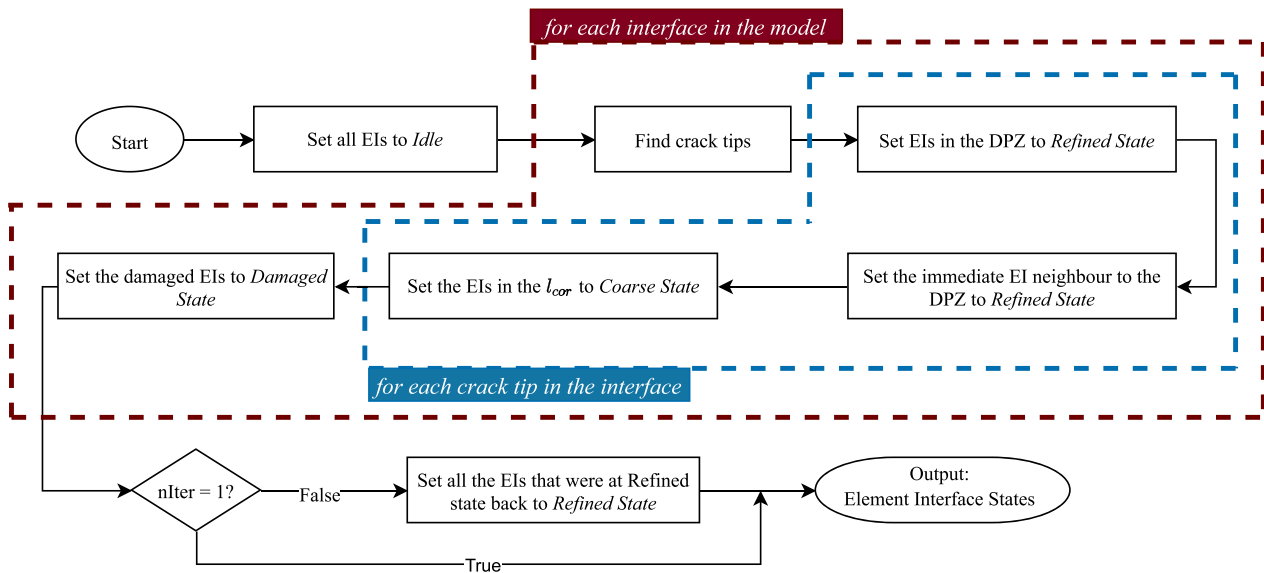 for each interface in the model
Start
Set all EIs to Idle
Find crack tips
Set EIs in the DPZ to Refined State
Set the damaged EIs to Damaged
State
Set the EIs in the l_cor to Coarse State
Set the immediate EI neighbour to the
DPZ to Refined State
for each crack tip in the interface
nIter = 1?
False
Set all the EIs that were at Refined
state back to Refined State
Output:
Element Interface States
True